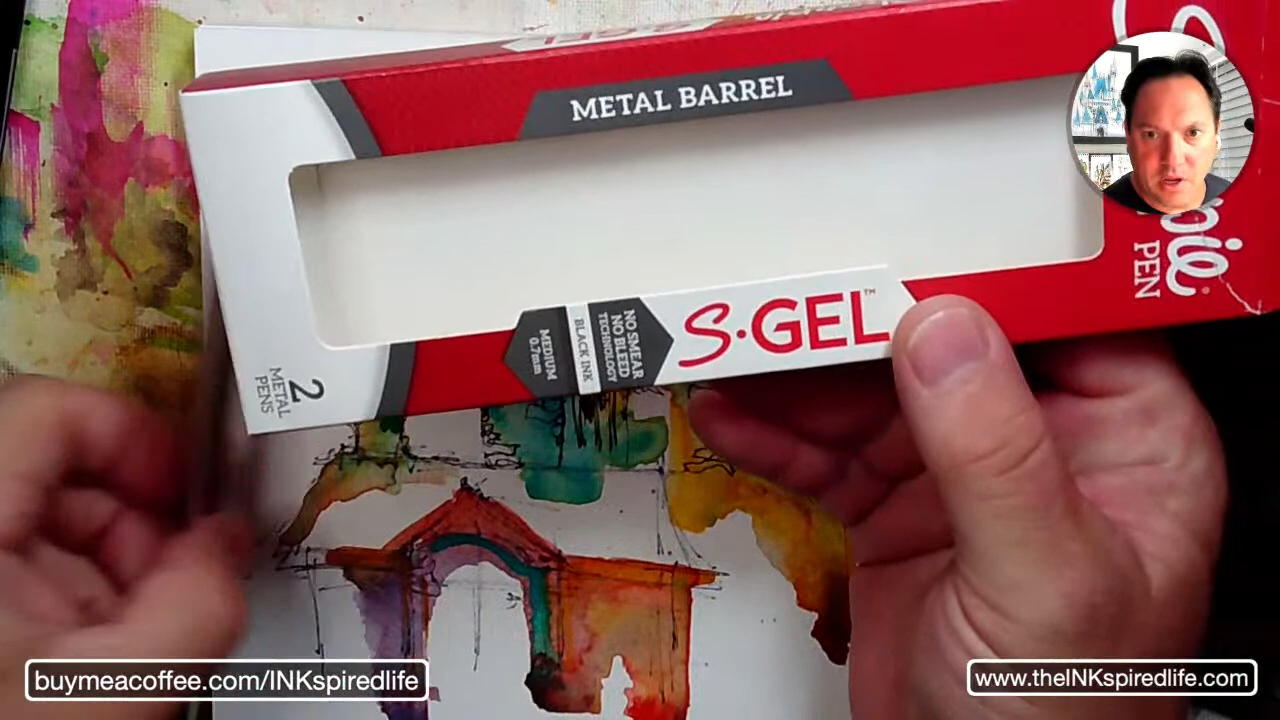 METAL BARREL
S·GEL™
NO SMEAR
NO BLEED
TECHNOLOGY
BLACK INK
MEDIUM
0.7mm
2
METAL
PENS
PEN
buymeacoffee.com/INKspiredlife
www.theINKspiredlife.com